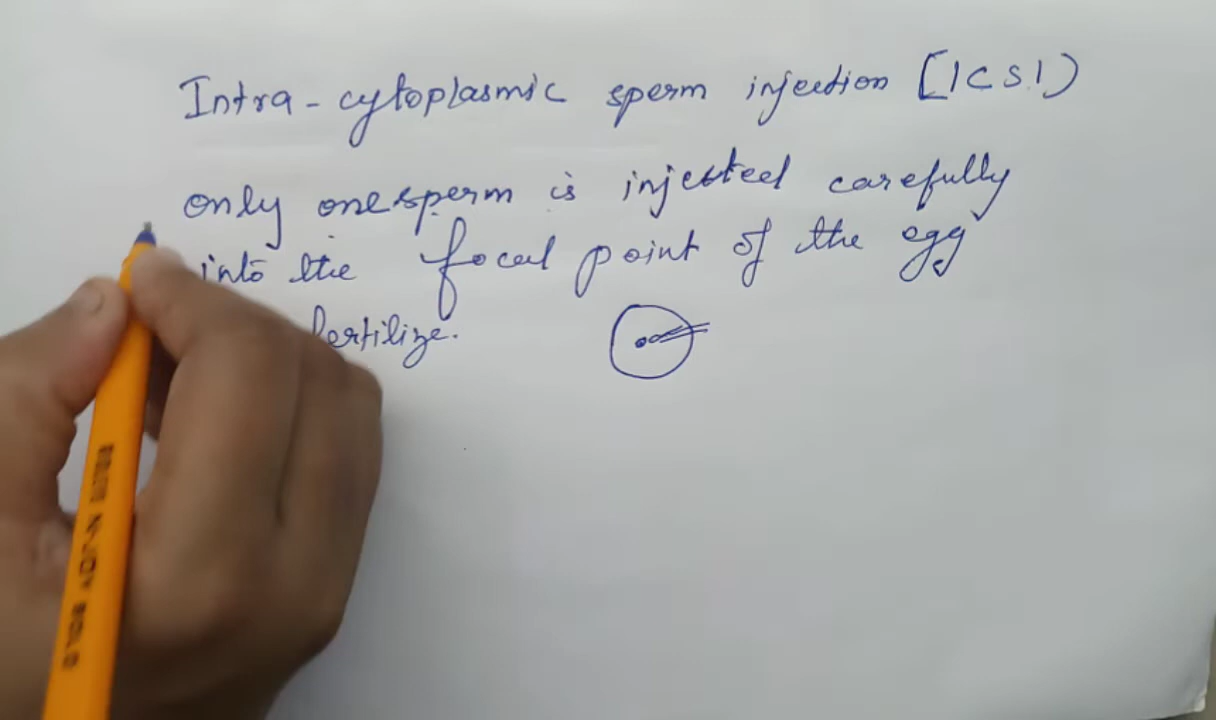 Intra-cytoplasmic sperm injection [ICSI)
only one sperm is injected carefully
into the focal point of the egg
fertilize.
N-JOY